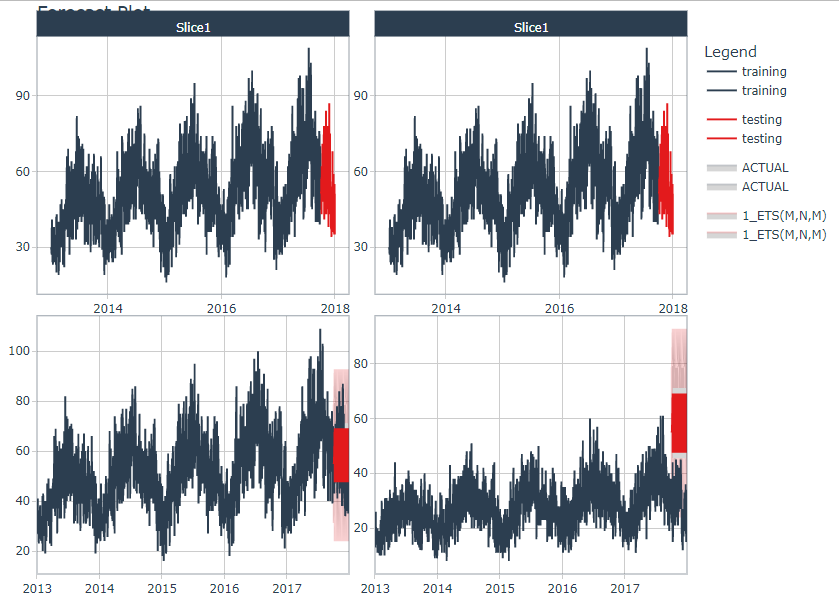 Forecast Plot
Slice1 Slice1
Legend
training
training
testing
testing
ACTUAL
ACTUAL
1_ETS(M,N,M)
1_ETS(M,N,M)
90 90
60 60
30 30
2014 2016 2018 2014 2016 2018
100
80
60
40
20
80
60
40
20
2013 2014 2015 2016 2017 2013 2014 2015 2016 2017